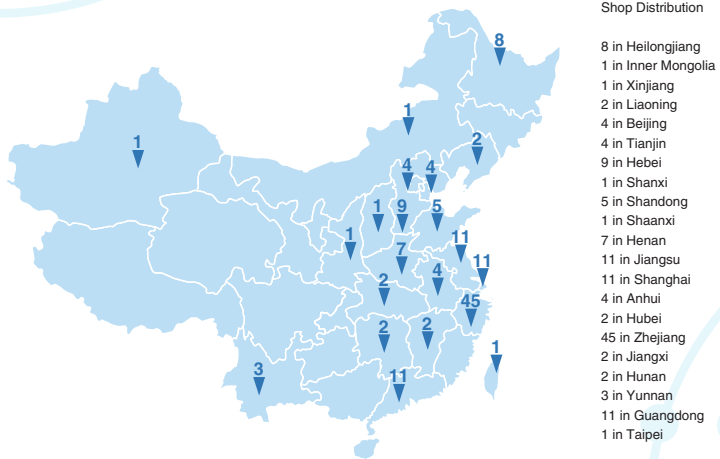 Shop Distribution
8 in Heilongjiang
1 in Inner Mongolia
1 in Xinjiang
2 in Liaoning
4 in Beijing
4 in Tianjin
9 in Hebei
1 in Shanxi
5 in Shandong
1 in Shaanxi
7 in Henan
11 in Jiangsu
11 in Shanghai
4 in Anhui
2 in Hubei
45 in Zhejiang
2 in Jiangxi
2 in Hunan
3 in Yunnan
11 in Guangdong
1 in Taipei
8
1
1
2
4
4
1
9
5
1
11
7
11
4
2
45
2
2
1
3
11